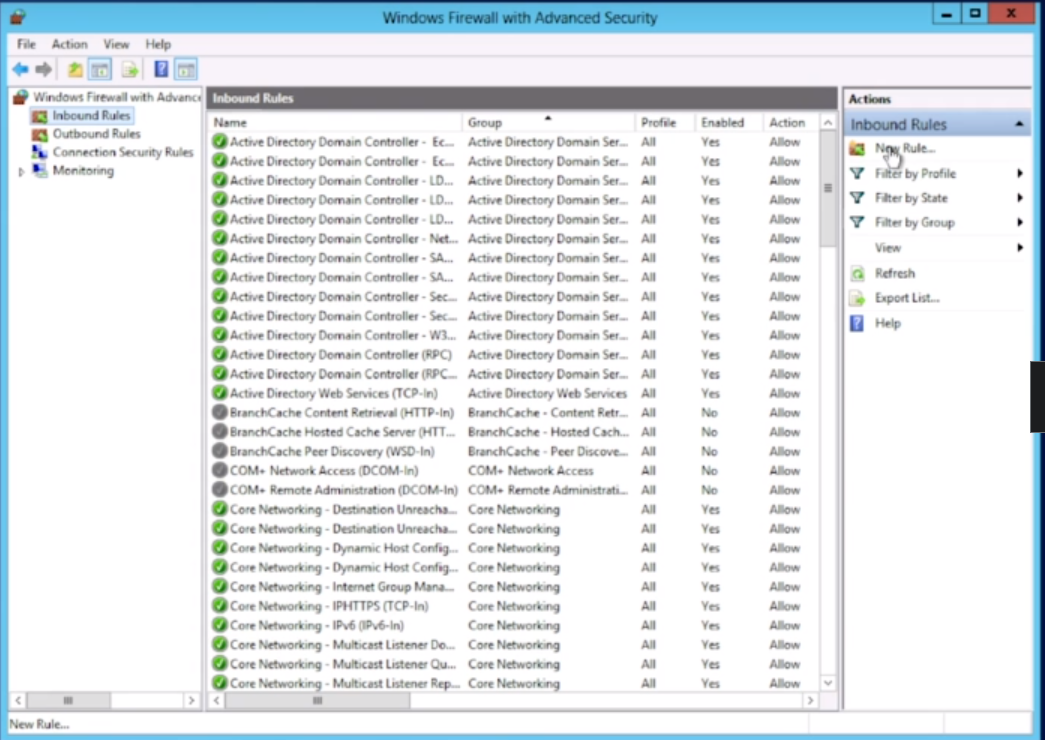 Windows Firewall with Advanced Security
File Action View Help
Windows Firewall with Advance
Inbound Rules
Outbound Rules
Connection Security Rules
Monitoring
Inbound Rules
Name Group Profile Enabled Action
Active Directory Domain Controller - Ec... Active Directory Domain Ser... All Yes Allow
Active Directory Domain Controller - Ec... Active Directory Domain Ser... All Yes Allow
Active Directory Domain Controller - LD... Active Directory Domain Ser... All Yes Allow
Active Directory Domain Controller - LD... Active Directory Domain Ser... All Yes Allow
Active Directory Domain Controller - LD... Active Directory Domain Ser... All Yes Allow
Active Directory Domain Controller - Net... Active Directory Domain Ser... All Yes Allow
Active Directory Domain Controller - SA... Active Directory Domain Ser... All Yes Allow
Active Directory Domain Controller - SA... Active Directory Domain Ser... All Yes Allow
Active Directory Domain Controller - Sec... Active Directory Domain Ser... All Yes Allow
Active Directory Domain Controller - Sec... Active Directory Domain Ser... All Yes Allow
Active Directory Domain Controller - W3... Active Directory Domain Ser... All Yes Allow
Active Directory Domain Controller (RPC) Active Directory Domain Ser... All Yes Allow
Active Directory Domain Controller (RPC... Active Directory Domain Ser... All Yes Allow
Active Directory Web Services (TCP-In) Active Directory Web Services All Yes Allow
BranchCache Content Retrieval (HTTP-In) BranchCache - Content Retr... All No Allow
BranchCache Hosted Cache Server (HTT... BranchCache - Hosted Cach... All No Allow
BranchCache Peer Discovery (WSD-In) BranchCache - Peer Discove... All No Allow
COM+ Network Access (DCOM-In) COM+ Network Access All No Allow
COM+ Remote Administration (DCOM-In) COM+ Remote Administrati... All No Allow
Core Networking - Destination Unreacha... Core Networking All Yes Allow
Core Networking - Destination Unreacha... Core Networking All Yes Allow
Core Networking - Dynamic Host Config... Core Networking All Yes Allow
Core Networking - Dynamic Host Config... Core Networking All Yes Allow
Core Networking - Internet Group Mana... Core Networking All Yes Allow
Core Networking - IPHTTPS (TCP-In) Core Networking All Yes Allow
Core Networking - IPv6 (IPv6-In) Core Networking All Yes Allow
Core Networking - Multicast Listener Do... Core Networking All Yes Allow
Core Networking - Multicast Listener Qu... Core Networking All Yes Allow
Core Networking - Multicast Listener Rep... Core Networking All Yes Allow
Actions
Inbound Rules
New Rule...
Filter by Profile
Filter by State
Filter by Group
View
Refresh
Export List...
Help
New Rule...